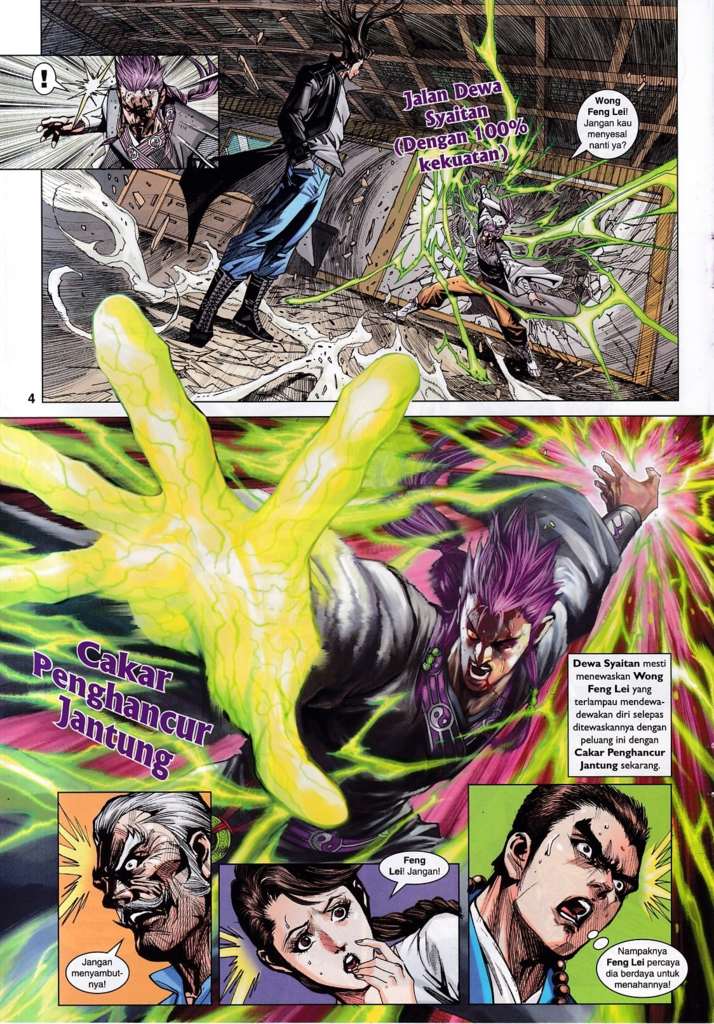 !
Jalan Dewa
Syaitan
(Dengan 100%
kekuatan)
Wong
Feng Lei!
Jangan kau
menyesal
nanti ya?
4
Cakar
Penghancur
Jantung
Dewa Syaitan mesti
menewaskan Wong
Feng Lei yang
terlampau mendewa-
dewakan diri selepas
ditewaskannya dengan
peluang ini dengan
Cakar Penghancur
Jantung sekarang.
Jangan
menyambut-
nya!
Feng
Lei! Jangan!
Nampaknya
Feng Lei percaya
dia berdaya untuk
menahannya!